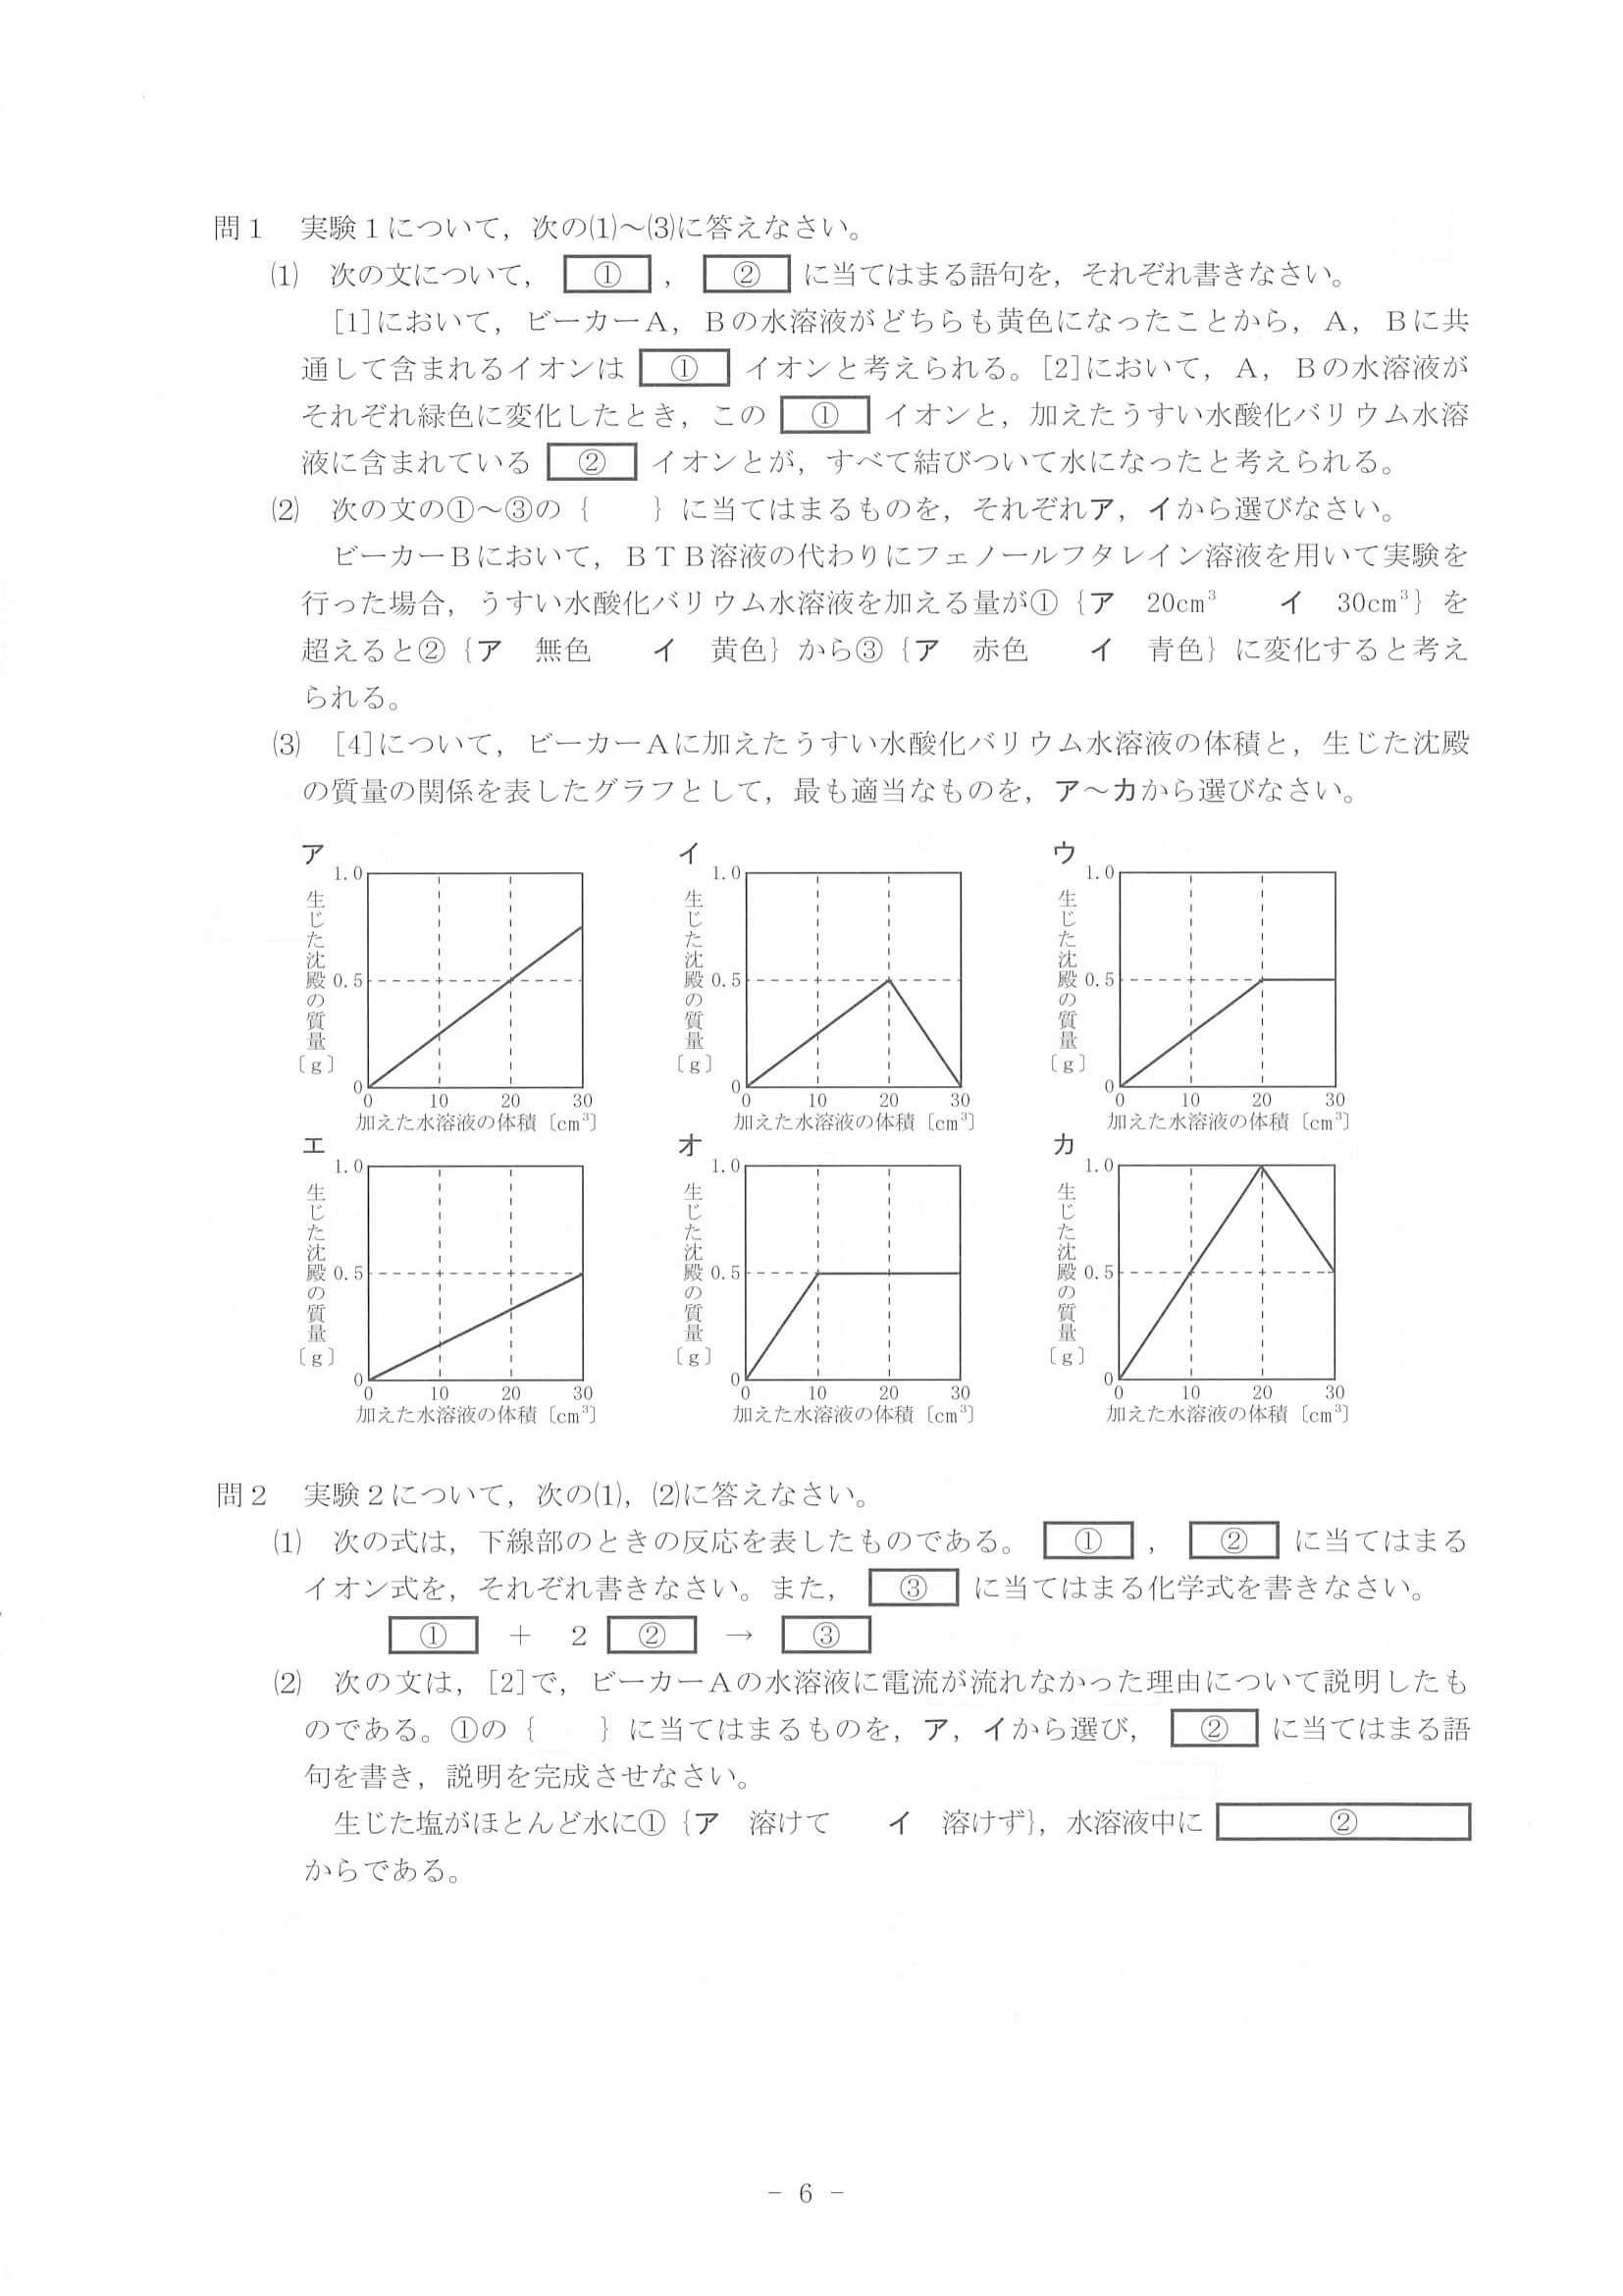 問1　実験1について，次の(1)～(3)に答えなさい。
(1)　次の文について，①，②に当てはまる語句を，それぞれ書きなさい。
[1]において，ビーカーA，Bの水溶液がどちらも黄色になったことから，A，Bに共
通して含まれるイオンは①イオンと考えられる。[2]において，A，Bの水溶液が
それぞれ緑色に変化したとき，この①イオンと，加えたうすい水酸化バリウム水溶
液に含まれている②イオンとが，すべて結びついて水になったと考えられる。
(2)　次の文の①～③の｛　　｝に当てはまるものを，それぞれア，イから選びなさい。
ビーカーBにおいて，BTB溶液の代わりにフェノールフタレイン溶液を用いて実験を
行った場合，うすい水酸化バリウム水溶液を加える量が①｛ア　20cm³　　イ　30cm³｝を
超えると②｛ア　無色　　イ　黄色｝から③｛ア　赤色　　イ　青色｝に変化すると考え
られる。
(3)　[4]について，ビーカーAに加えたうすい水酸化バリウム水溶液の体積と，生じた沈殿
の質量の関係を表したグラフとして，最も適当なものを，ア～カから選びなさい。
ア
1.0
生じた沈殿の質量〔g〕
0.5
0
0　10　20　30
加えた水溶液の体積〔cm³〕
イ
1.0
生じた沈殿の質量〔g〕
0.5
0
0　10　20　30
加えた水溶液の体積〔cm³〕
ウ
1.0
生じた沈殿の質量〔g〕
0.5
0
0　10　20　30
加えた水溶液の体積〔cm³〕
エ
1.0
生じた沈殿の質量〔g〕
0.5
0
0　10　20　30
加えた水溶液の体積〔cm³〕
オ
1.0
生じた沈殿の質量〔g〕
0.5
0
0　10　20　30
加えた水溶液の体積〔cm³〕
カ
1.0
生じた沈殿の質量〔g〕
0.5
0
0　10　20　30
加えた水溶液の体積〔cm³〕
問2　実験2について，次の(1)，(2)に答えなさい。
(1)　次の式は，下線部のときの反応を表したものである。①，②に当てはまる
イオン式を，それぞれ書きなさい。また，③に当てはまる化学式を書きなさい。
①　＋　2②　→　③
(2)　次の文は，[2]で，ビーカーAの水溶液に電流が流れなかった理由について説明したも
のである。①の｛　　｝に当てはまるものを，ア，イから選び，②に当てはまる語
句を書き，説明を完成させなさい。
生じた塩がほとんど水に①｛ア　溶けて　　イ　溶けず｝，水溶液中に②
からである。
－ 6 －